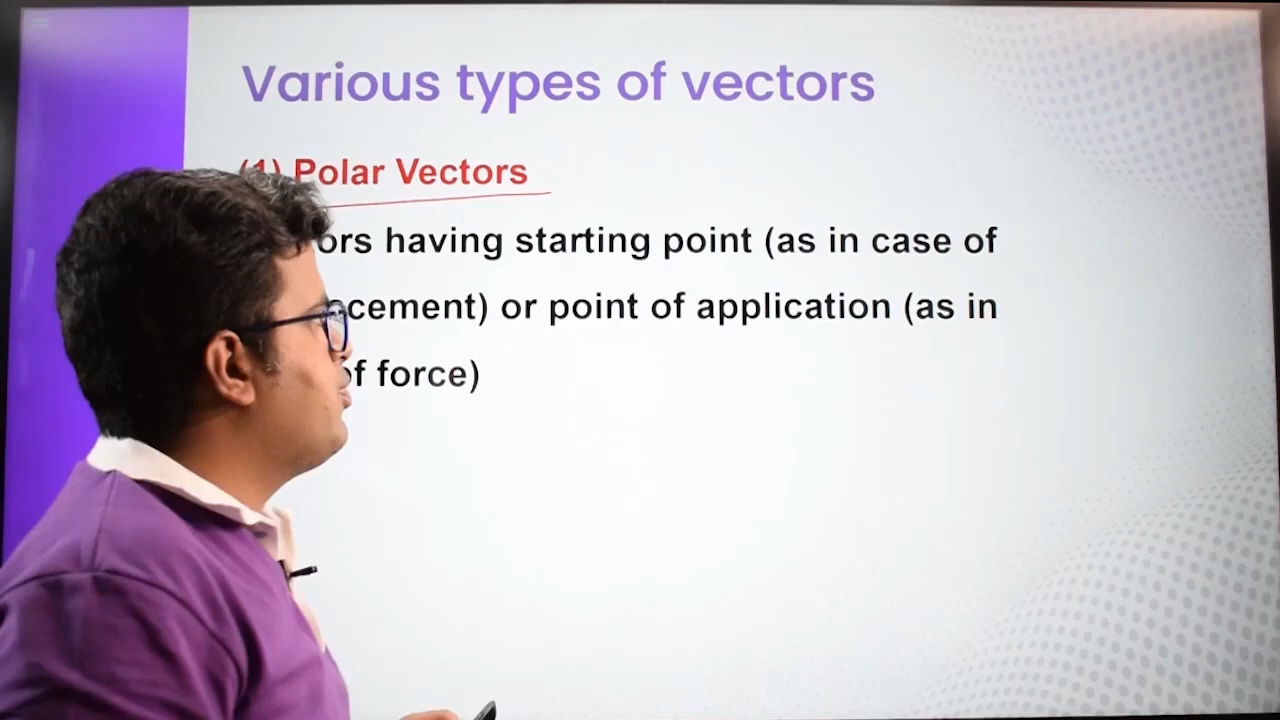 Various types of vectors
(1) Polar Vectors
ors having starting point (as in case of
cement) or point of application (as in
of force)